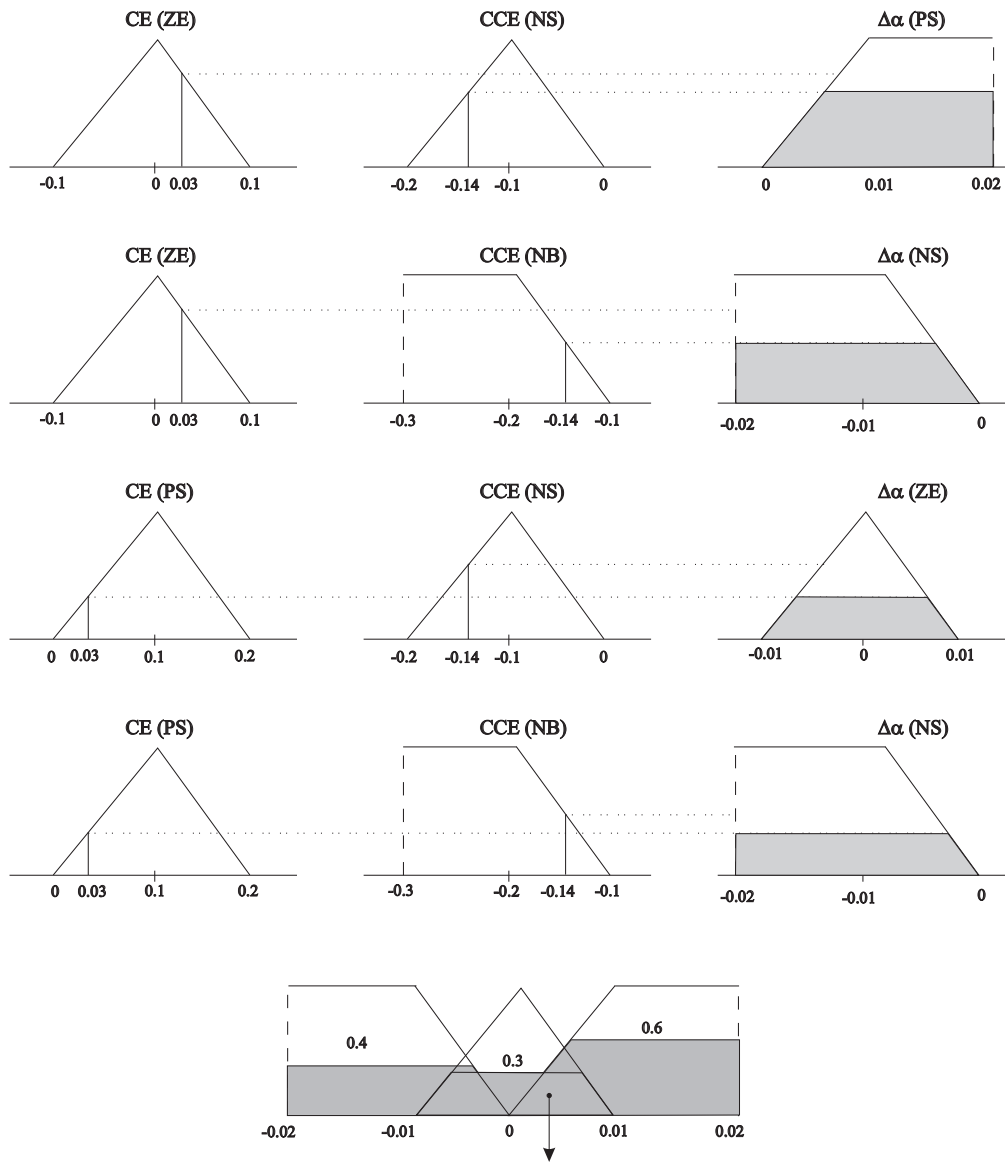 CE (ZE) CCE (NS) Δα (PS)
-0.1 0 0.03 0.1 -0.2 -0.14 -0.1 0 0 0.01 0.02
CE (ZE) CCE (NB) Δα (NS)
-0.1 0 0.03 0.1 -0.3 -0.2 -0.14 -0.1 -0.02 -0.01 0
CE (PS) CCE (NS) Δα (ZE)
0 0.03 0.1 0.2 -0.2 -0.14 -0.1 0 -0.01 0 0.01
CE (PS) CCE (NB) Δα (NS)
0 0.03 0.1 0.2 -0.3 -0.2 -0.14 -0.1 -0.02 -0.01 0
0.4 0.3 0.6
-0.02 -0.01 0 0.01 0.02